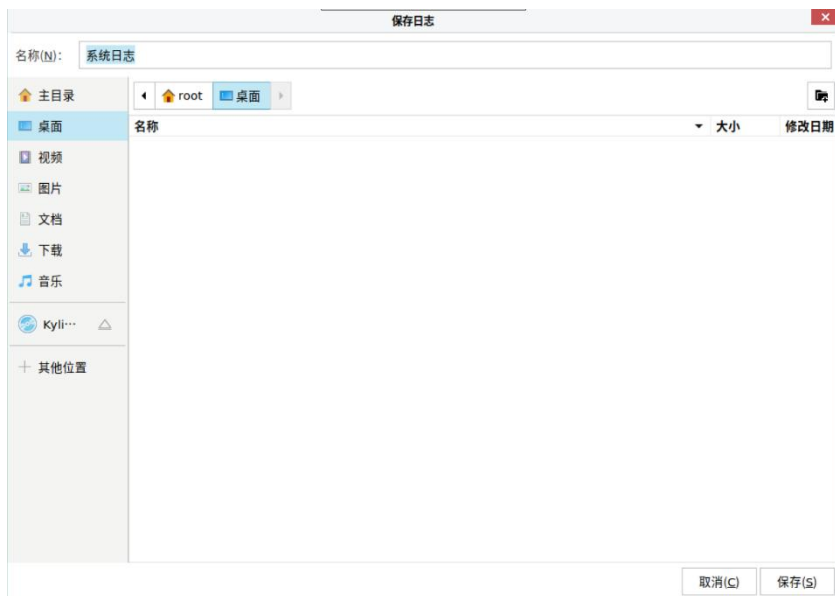 保存日志
名称(N): 系统日志
主目录
root 桌面
桌面
名称 大小 修改日期
视频
图片
文档
下载
音乐
Kyli···
其他位置
取消(C) 保存(S)